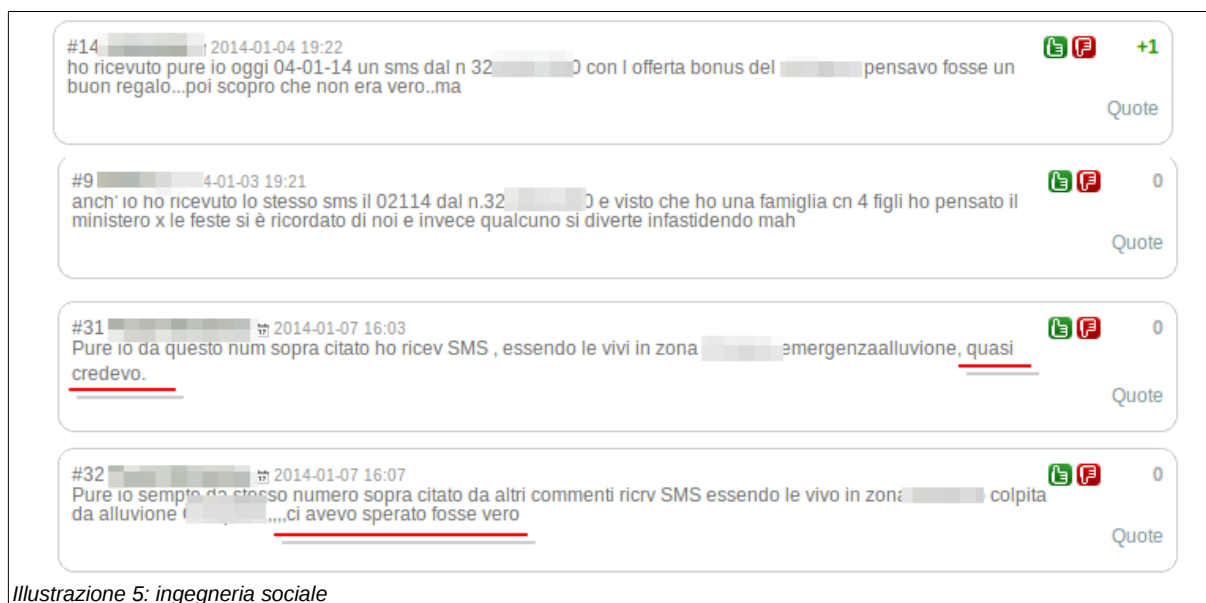 #14 2014-01-04 19:22 +1
ho ricevuto pure io oggi 04-01-14 un sms dal n 32 0 con l offerta bonus del pensavo fosse un
buon regalo...poi scopro che non era vero..ma
Quote
#9 4-01-03 19:21 0
anch' io ho ricevuto lo stesso sms il 02114 dal n.32 0 e visto che ho una famiglia cn 4 figli ho pensato il
ministero x le feste si è ricordato di noi e invece qualcuno si diverte infastidendo mah
Quote
#31 2014-01-07 16:03 0
Pure io da questo num sopra citato ho ricev SMS , essendo le vivi in zona emergenzaalluvione, quasi
credevo.
Quote
#32 2014-01-07 16:07 0
Pure io sempte da stesso numero sopra citato da altri commenti ricrv SMS essendo le vivo in zona colpita
da alluvione ,,,,ci avevo sperato fosse vero
Quote
Illustrazione 5: ingegneria sociale